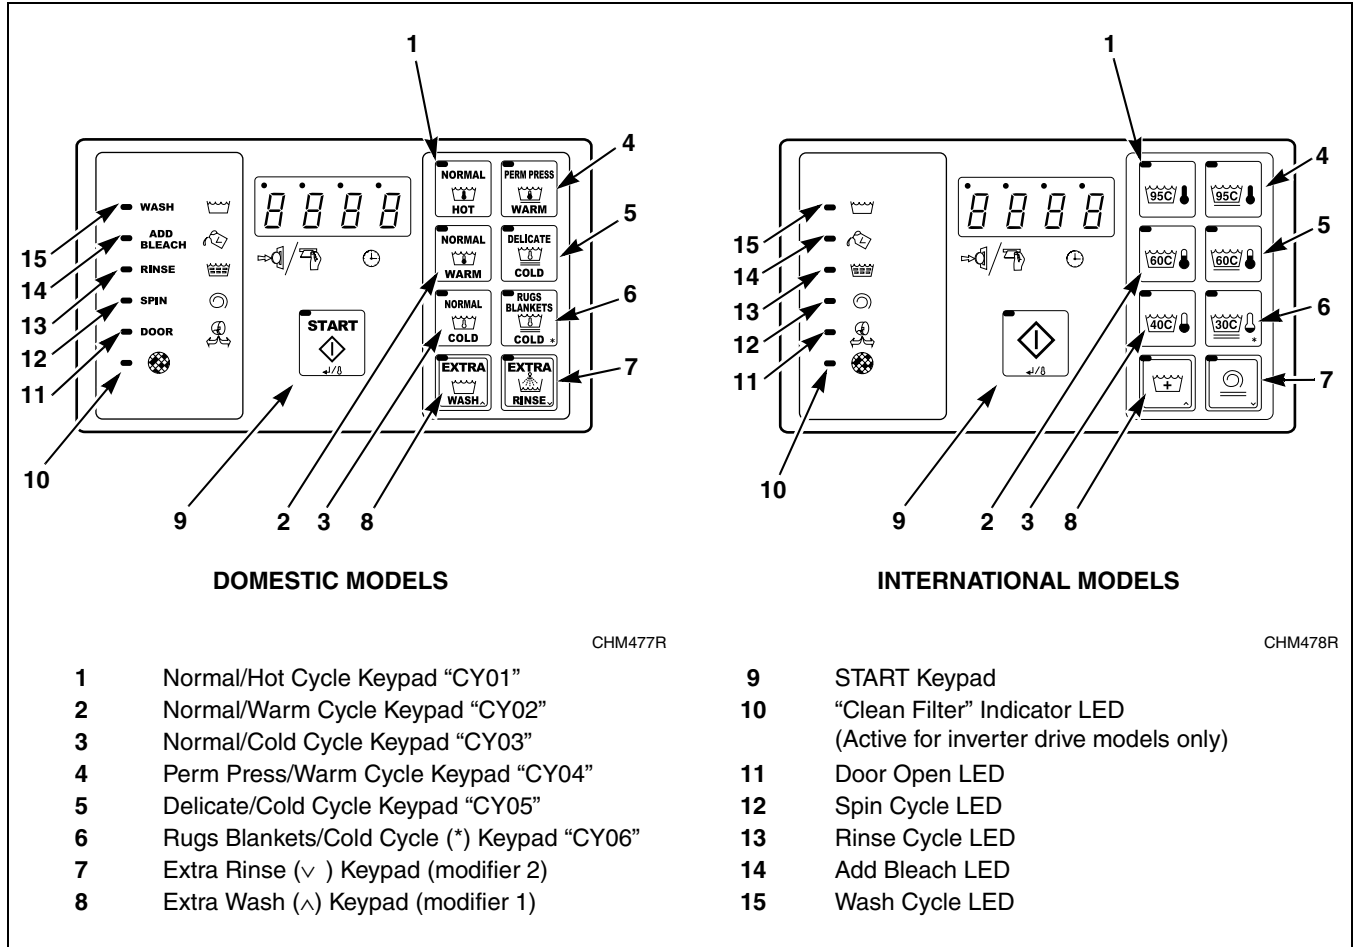 1
1
4
5
6
7
15
14
13
12
11
10
9
2
3
8
WASH
ADD
BLEACH
RINSE
SPIN
DOOR
8888
START
NORMAL
HOT
PERM PRESS
WARM
NORMAL
WARM
DELICATE
COLD
NORMAL
COLD
RUGS
BLANKETS
COLD *
EXTRA
WASH ^
EXTRA
RINSE ˅
4
5
6
7
15
14
13
12
11
10
9
2
3
8
8888
95C
95C
60C
60C
40C
30C
*
+
^
˅
DOMESTIC MODELS
INTERNATIONAL MODELS
CHM477R
CHM478R
1 Normal/Hot Cycle Keypad “CY01”
2 Normal/Warm Cycle Keypad “CY02”
3 Normal/Cold Cycle Keypad “CY03”
4 Perm Press/Warm Cycle Keypad “CY04”
5 Delicate/Cold Cycle Keypad “CY05”
6 Rugs Blankets/Cold Cycle (*) Keypad “CY06”
7 Extra Rinse (˅ ) Keypad (modifier 2)
8 Extra Wash (^) Keypad (modifier 1)
9 START Keypad
10 “Clean Filter” Indicator LED
(Active for inverter drive models only)
11 Door Open LED
12 Spin Cycle LED
13 Rinse Cycle LED
14 Add Bleach LED
15 Wash Cycle LED